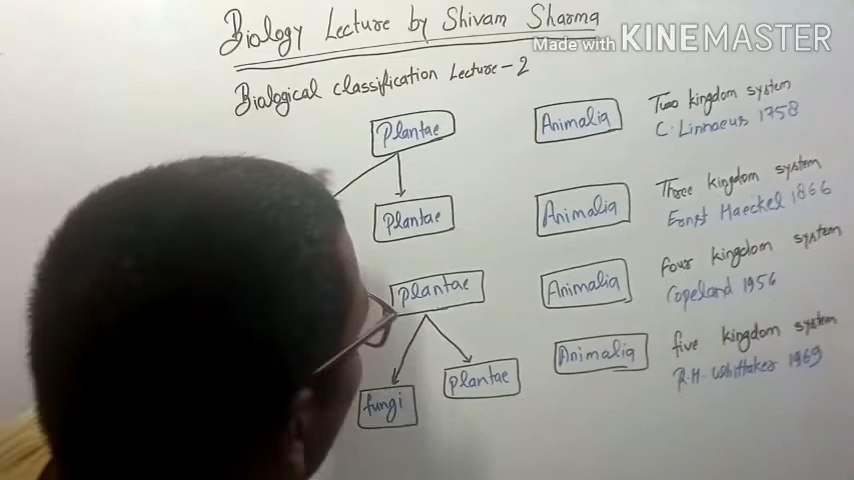 Biology Lecture by Shivam Sharma
Made with KINEMASTER
Biological classification Lecture-2
Plantae
Animalia
Two kingdom system
C. Linnaeus 1758
Plantae
Animalia
Three kingdom system
Ernst Haeckel 1866
Plantae
Animalia
four kingdom system
Copeland 1956
fungi
plantae
Animalia
five kingdom system
R.H. Whittaker 1969